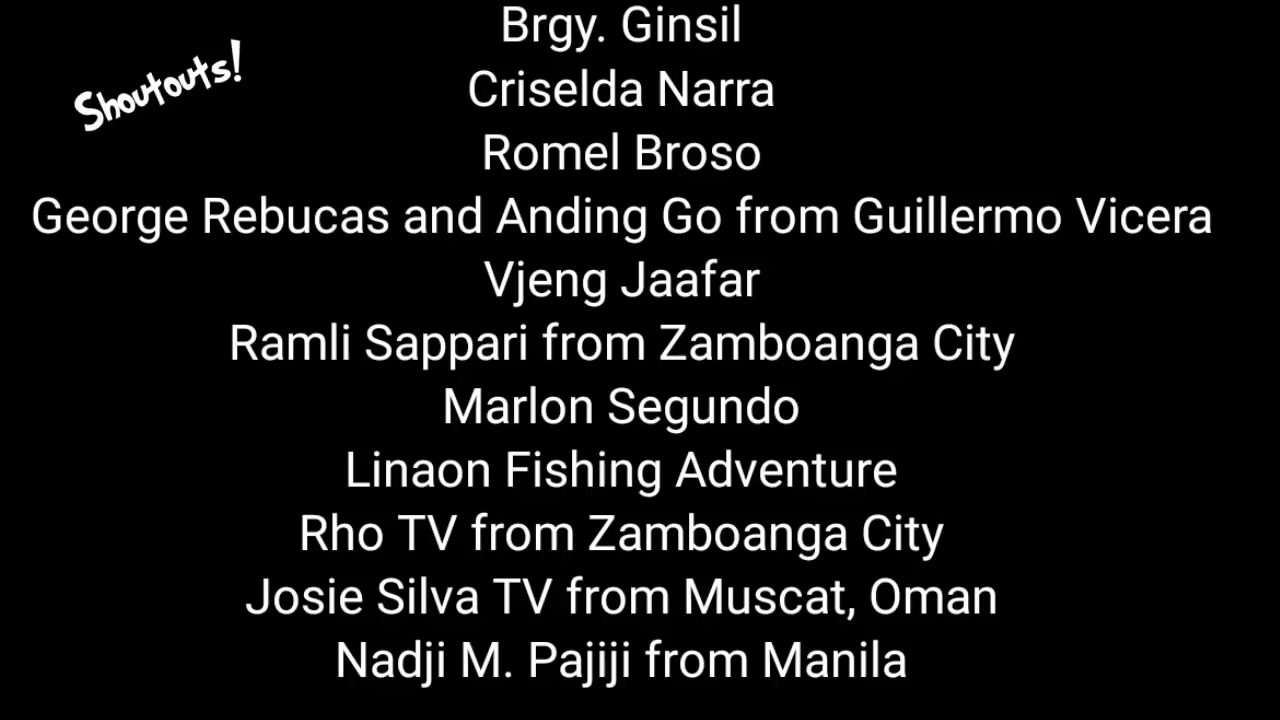 Brgy. Ginsil
Shoutouts!
Criselda Narra
Romel Broso
George Rebucas and Anding Go from Guillermo Vicera
Vjeng Jaafar
Ramli Sappari from Zamboanga City
Marlon Segundo
Linaon Fishing Adventure
Rho TV from Zamboanga City
Josie Silva TV from Muscat, Oman
Nadji M. Pajiji from Manila